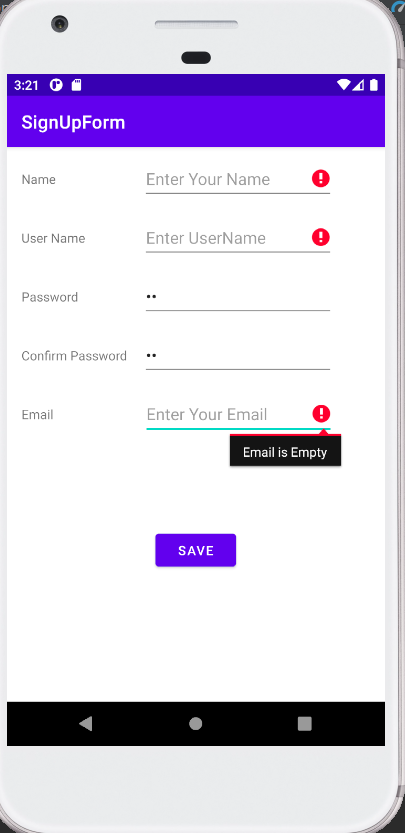 3:21
SignUpForm
Name Enter Your Name
User Name Enter UserName
Password ••
Confirm Password ••
Email Enter Your Email
Email is Empty
SAVE